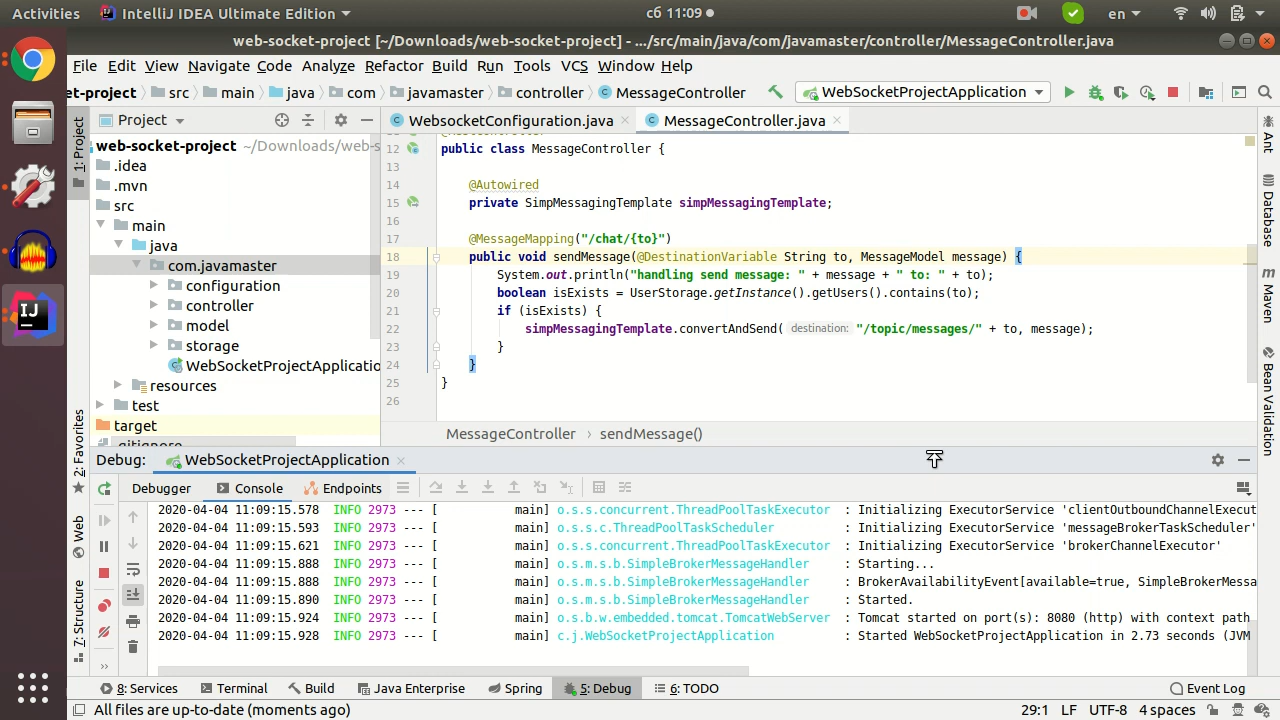 Activities IntelliJ IDEA Ultimate Edition сб 11:09 en
web-socket-project [~/Downloads/web-socket-project] - .../src/main/java/com/javamaster/controller/MessageController.java
File Edit View Navigate Code Analyze Refactor Build Run Tools VCS Window Help
et-project src main java com javamaster controller MessageController WebSocketProjectApplication
1: Project
Project
WebsocketConfiguration.java MessageController.java
web-socket-project ~/Downloads/web-s
.idea
.mvn
src
main
java
com.javamaster
configuration
controller
model
storage
WebSocketProjectApplicatio
resources
test
target
.gitignore
12 public class MessageController {
13
14 @Autowired
15 private SimpMessagingTemplate simpMessagingTemplate;
16
17 @MessageMapping("/chat/{to}")
18 public void sendMessage(@DestinationVariable String to, MessageModel message) {
19 System.out.println("handling send message: " + message + " to: " + to);
20 boolean isExists = UserStorage.getInstance().getUsers().contains(to);
21 if (isExists) {
22 simpMessagingTemplate.convertAndSend( destination: "/topic/messages/" + to, message);
23 }
24 }
25 }
26
MessageController sendMessage()
Ant
Database
Maven
Bean Validation
2: Favorites
Web
7: Structure
Debug: WebSocketProjectApplication
Debugger Console Endpoints
2020-04-04 11:09:15.578 INFO 2973 --- [ main] o.s.s.concurrent.ThreadPoolTaskExecutor : Initializing ExecutorService 'clientOutboundChannelExecut
2020-04-04 11:09:15.593 INFO 2973 --- [ main] o.s.s.c.ThreadPoolTaskScheduler : Initializing ExecutorService 'messageBrokerTaskScheduler'
2020-04-04 11:09:15.621 INFO 2973 --- [ main] o.s.s.concurrent.ThreadPoolTaskExecutor : Initializing ExecutorService 'brokerChannelExecutor'
2020-04-04 11:09:15.888 INFO 2973 --- [ main] o.s.m.s.b.SimpleBrokerMessageHandler : Starting...
2020-04-04 11:09:15.888 INFO 2973 --- [ main] o.s.m.s.b.SimpleBrokerMessageHandler : BrokerAvailabilityEvent[available=true, SimpleBrokerMessa
2020-04-04 11:09:15.890 INFO 2973 --- [ main] o.s.m.s.b.SimpleBrokerMessageHandler : Started.
2020-04-04 11:09:15.924 INFO 2973 --- [ main] o.s.b.w.embedded.tomcat.TomcatWebServer : Tomcat started on port(s): 8080 (http) with context path
2020-04-04 11:09:15.928 INFO 2973 --- [ main] c.j.WebSocketProjectApplication : Started WebSocketProjectApplication in 2.73 seconds (JVM
8: Services Terminal Build Java Enterprise Spring 5: Debug 6: TODO Event Log
All files are up-to-date (moments ago) 29:1 LF UTF-8 4 spaces